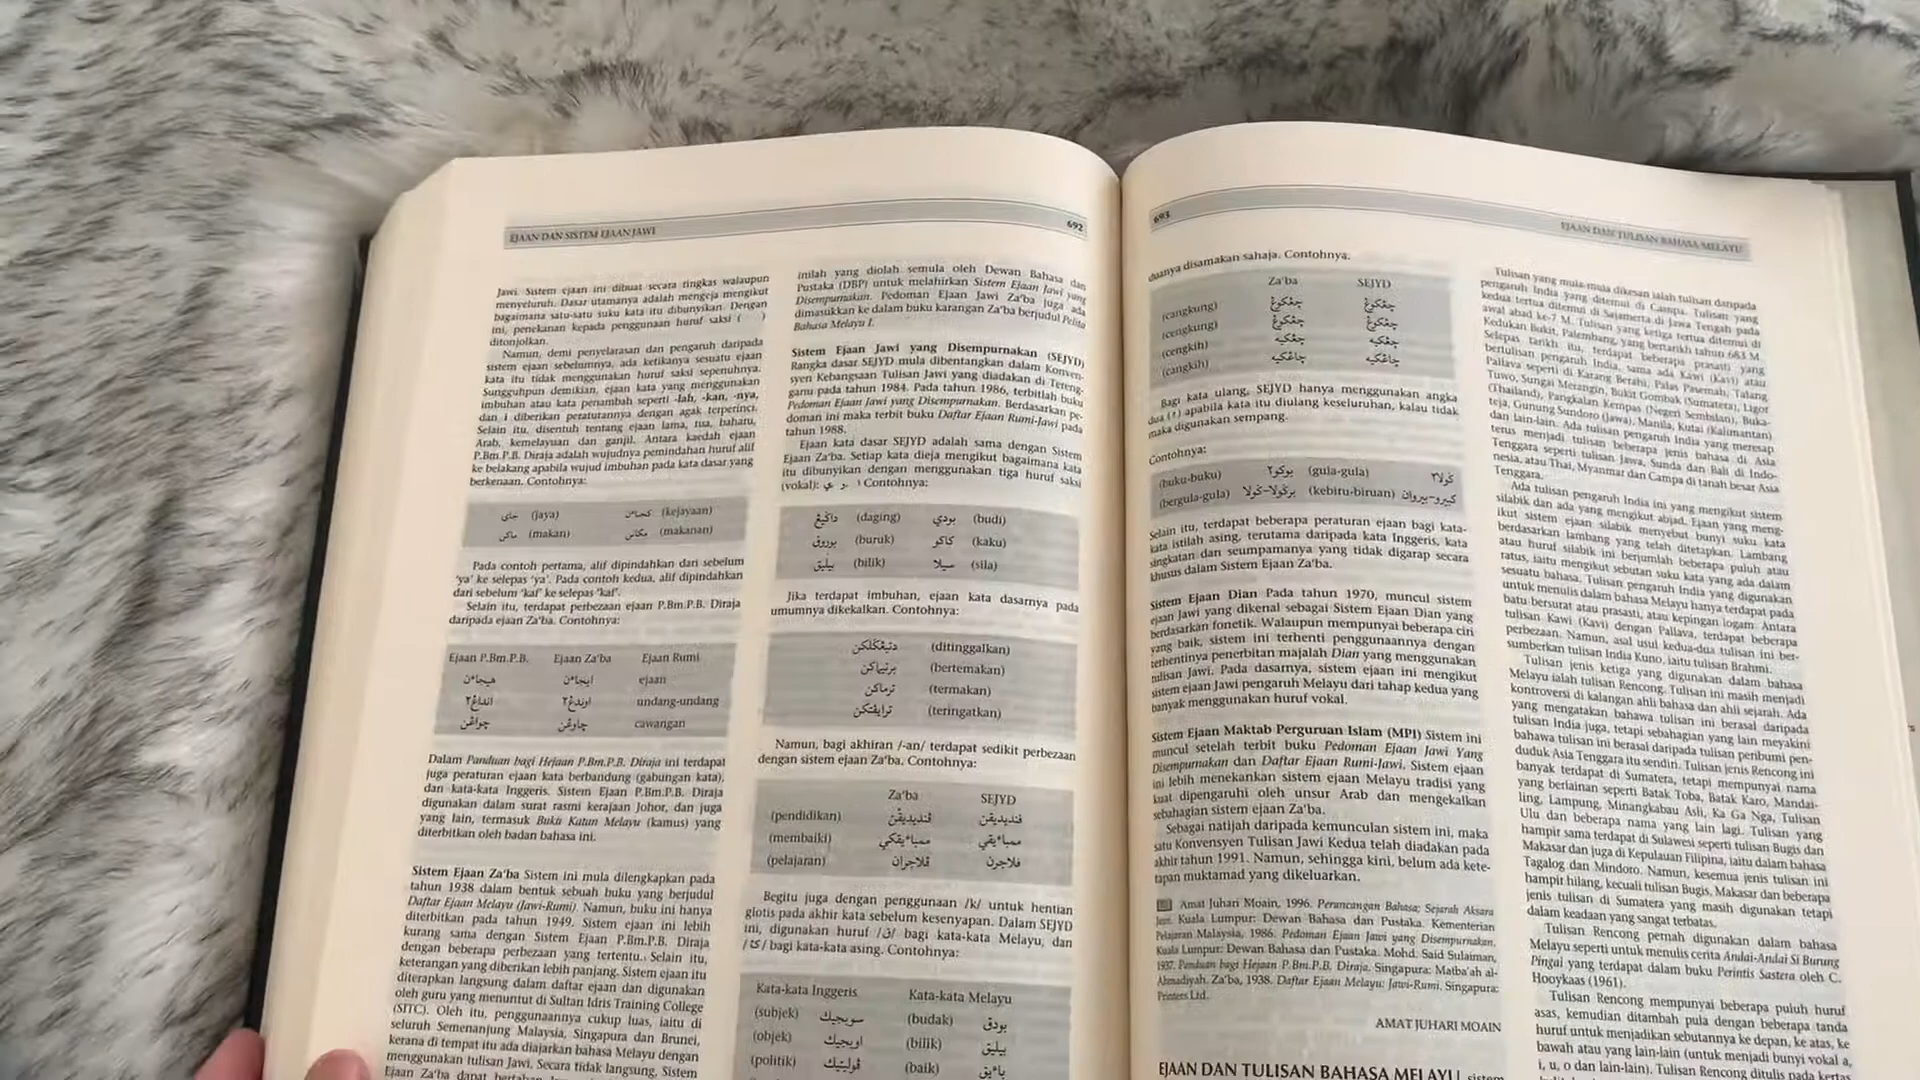 EJAAN DAN SISTEM EJAAN JAWI
692
Jawi. Sistem ejaan ini dibuat secara ringkas walaupun
menyeluruh. Dasar utamanya adalah mengeja mengikut
bagaimana satu-satu suku kata itu dibunyikan. Dengan
ini, penekanan kepada penggunaan huruf saksi ( )
ditonjolkan.
Namun, demi penyelarasan dan pengaruh daripada
sistem ejaan sebelumnya, ada ketikanya sesuatu ejaan
kata itu tidak menggunakan huruf saksi sepenuhnya.
Sungguhpun demikian, ejaan kata yang menggunakan
imbuhan atau kata penambah seperti -lah, -kan, -nya,
dan i diberikan peraturannya dengan agak terperinci.
Selain itu, disentuh tentang ejaan lama, tua, baharu,
Arab, kemelayuan dan ganjil. Antara kaedah ejaan
P.Bm.P.B. Diraja adalah wujudnya pemindahan huruf alif
ke belakang apabila wujud imbuhan pada kata dasar yang
berkenaan. Contohnya:
جاي (jaya) (kejayaan)
ماكن (makan) مكانن (makanan)
Pada contoh pertama, alif dipindahkan dari sebelum
'ya' ke selepas 'ya'. Pada contoh kedua, alif dipindahkan
dari sebelum 'kaf' ke selepas 'kaf'.
Selain itu, terdapat perbezaan ejaan P.Bm.P.B. Diraja
daripada ejaan Za'ba. Contohnya:
Ejaan P.Bm.P.B. Ejaan Za'ba Ejaan Rumi
هيجاءن ايجاءن ejaan
انداڠ٢ اوندڠ٢ undang-undang
چواڠن چاوڠن cawangan
Dalam Panduan bagi Hejaan P.Bm.P.B. Diraja ini terdapat
juga peraturan ejaan kata berbandung (gabungan kata),
dan kata-kata Inggeris. Sistem Ejaan P.Bm.P.B. Diraja
digunakan dalam surat rasmi kerajaan Johor, dan juga
yang lain, termasuk Buku Katan Melayu (kamus) yang
diterbitkan oleh badan bahasa ini.
Sistem Ejaan Za'ba Sistem ini mula dilengkapkan pada
tahun 1938 dalam bentuk sebuah buku yang berjudul
Daftar Ejaan Melayu (Jawi-Rumi). Namun, buku ini hanya
diterbitkan pada tahun 1949. Sistem ejaan ini lebih
kurang sama dengan Sistem Ejaan P.Bm.P.B. Diraja
dengan beberapa perbezaan yang tertentu. Selain itu,
keterangan yang diberikan lebih panjang. Sistem ejaan itu
diterapkan langsung dalam daftar ejaan dan digunakan
oleh guru yang menuntut di Sultan Idris Training College
(SITC). Oleh itu, penggunaannya cukup luas, iaitu di
seluruh Semenanjung Malaysia, Singapura dan Brunei,
kerana di tempat itu ada diajarkan bahasa Melayu dengan
menggunakan tulisan Jawi. Secara tidak langsung, Sistem
Ejaan Za'ba dapat
inilah yang diolah semula oleh Dewan Bahasa dan
Pustaka (DBP) untuk melahirkan Sistem Ejaan Jawi yang
Disempurnakan. Pedoman Ejaan Jawi Za'ba juga ada
dimasukkan ke dalam buku karangan Za'ba berjudul Pelita
Bahasa Melayu I.
Sistem Ejaan Jawi yang Disempurnakan (SEJYD)
Rangka dasar SEJYD mula dibentangkan dalam Konven-
syen Kebangsaan Tulisan Jawi yang diadakan di Tereng-
ganu pada tahun 1984. Pada tahun 1986, terbitlah buku
Pedoman Ejaan Jawi yang Disempurnakan. Berdasarkan pe-
doman ini maka terbit buku Daftar Ejaan Rumi-Jawi pada
tahun 1988.
Ejaan kata dasar SEJYD adalah sama dengan Sistem
Ejaan Za'ba. Setiap kata dieja mengikut bagaimana kata
itu dibunyikan dengan menggunakan tiga huruf saksi
(vokal): ا و ي Contohnya:
داڬيڠ (daging) بودي (budi)
بوروق (buruk) كاكو (kaku)
بيليق (bilik) سيلا (sila)
Jika terdapat imbuhan, ejaan kata dasarnya pada
umumnya dikekalkan. Contohnya:
دتيڠݢلكن (ditinggalkan)
(bertemakan)
ترماكن (termakan)
(teringatkan)
Namun, bagi akhiran /-an/ terdapat sedikit perbezaan
dengan sistem ejaan Za'ba. Contohnya:
Za'ba SEJYD
(pendidikan)
(membaiki)
(pelajaran) ڤلاجران ڤلاجرن
Begitu juga dengan penggunaan /k/ untuk hentian
glotis pada akhir kata sebelum kesenyapan. Dalam SEJYD
ini, digunakan huruf /ق/ bagi kata-kata Melayu, dan
/ک/ bagi kata-kata asing. Contohnya:
Kata-kata Inggeris Kata-kata Melayu
(subjek) سوبجيك (budak) بودق
(objek) اوبجيك (bilik) بيليق
(politik) ڤوليتيك (baik) باءيق
693
EJAAN DAN TULISAN BAHASA MELAYU
duanya disamakan sahaja. Contohnya.
Za'ba SEJYD
(cangkung) چڠكوڠ چڠكوڠ
(cengkung) چڠكوڠ چڠكوڠ
(cengkih) چڠكيه چڠكيه
(cangkih) چاڠكيه چاڠكيه
Bagi kata ulang, SEJYD hanya menggunakan angka
dua (٢) apabila kata itu diulang keseluruhan, kalau tidak
maka digunakan sempang.
Contohnya:
(buku-buku) بوكو٢ (gula-gula)
(bergula-gula) (kebiru-biruan) كبيرو-بيروان
Selain itu, terdapat beberapa peraturan ejaan bagi kata-
kata istilah asing, terutama daripada kata Inggeris, kata
singkatan dan seumpamanya yang tidak digarap secara
khusus dalam Sistem Ejaan Za'ba.
Sistem Ejaan Dian Pada tahun 1970, muncul sistem
ejaan Jawi yang dikenal sebagai Sistem Ejaan Dian yang
berdasarkan fonetik. Walaupun mempunyai beberapa ciri
yang baik, sistem ini terhenti penggunaannya dengan
terhentinya penerbitan majalah Dian yang menggunakan
tulisan Jawi. Pada dasarnya, sistem ejaan ini mengikut
sistem ejaan Jawi pengaruh Melayu dari tahap kedua yang
banyak menggunakan huruf vokal.
Sistem Ejaan Maktab Perguruan Islam (MPI) Sistem ini
muncul setelah terbit buku Pedoman Ejaan Jawi Yang
Disempurnakan dan Daftar Ejaan Rumi-Jawi. Sistem ejaan
ini lebih menekankan sistem ejaan Melayu tradisi yang
kuat dipengaruhi oleh unsur Arab dan mengekalkan
sebahagian sistem ejaan Za'ba.
Sebagai natijah daripada kemunculan sistem ini, maka
satu Konvensyen Tulisan Jawi Kedua telah diadakan pada
akhir tahun 1991. Namun, sehingga kini, belum ada kete-
tapan muktamad yang dikeluarkan.
Amat Juhari Moain, 1996. Perancangan Bahasa; Sejarah Aksara
Jawi. Kuala Lumpur: Dewan Bahasa dan Pustaka. Kementerian
Pelajaran Malaysia, 1986. Pedoman Ejaan Jawi yang Disempurnakan.
Kuala Lumpur: Dewan Bahasa dan Pustaka. Mohd. Said Sulaiman,
1937. Panduan bagi Hejaan P.Bm.P.B. Diraja. Singapura: Matba'ah al-
Ahmadiyah. Za'ba, 1938. Daftar Ejaan Melayu: Jawi-Rumi. Singapura:
Printers Ltd.
AMAT JUHARI MOAIN
EJAAN DAN TULISAN BAHASA MELAYU sistem
Tulisan yang mula-mula dikesan ialah tulisan daripada
pengaruh India yang ditemui di Campa. Tulisan yang
kedua tertua ditemui di Sajamerta di Jawa Tengah pada
awal abad ke-7 M. Tulisan yang ketiga tertua ditemui di
Kedukan Bukit, Palembang, yang bertarikh tahun 683 M.
Selepas tarikh itu, terdapat beberapa prasasti yang
bertulisan pengaruh India, sama ada Kawi (Kavi) atau
Pallava seperti di Karang Berahi, Palas Pasemah, Talang
Tuwo, Sungai Merangin, Bukit Gombak (Sumatera), Ligor
(Thailand), Pangkalan Kempas (Negeri Sembilan), Buka-
teja, Gunung Sundoro (Jawa), Manila, Kutai (Kalimantan)
dan lain-lain. Ada tulisan pengaruh India yang meresap
terus menjadi tulisan beberapa jenis bahasa di Asia
Tenggara seperti tulisan Jawa, Sunda dan Bali di Indo-
nesia, atau Thai, Myanmar dan Campa di tanah besar Asia
Tenggara.
Ada tulisan pengaruh India ini yang mengikut sistem
silabik dan ada yang mengikut abjad. Ejaan yang meng-
ikut sistem ejaan silabik menyebut bunyi suku kata
berdasarkan lambang yang telah ditetapkan. Lambang
atau huruf silabik ini berjumlah beberapa puluh atau
ratus, iaitu mengikut sebutan suku kata yang ada dalam
sesuatu bahasa. Tulisan pengaruh India yang digunakan
untuk menulis dalam bahasa Melayu hanya terdapat pada
batu bersurat atau prasasti, atau kepingan logam. Antara
tulisan Kawi (Kavi) dengan Pallava, terdapat beberapa
perbezaan. Namun, asal usul kedua-dua tulisan ini ber-
sumberkan tulisan India Kuno, iaitu tulisan Brahmi.
Tulisan jenis ketiga yang digunakan dalam bahasa
Melayu ialah tulisan Rencong. Tulisan ini masih menjadi
kontroversi di kalangan ahli bahasa dan ahli sejarah. Ada
yang mengatakan bahawa tulisan ini berasal daripada
tulisan India juga, tetapi sebahagian yang lain meyakini
bahawa tulisan ini berasal daripada tulisan peribumi pen-
duduk Asia Tenggara itu sendiri. Tulisan jenis Rencong ini
banyak terdapat di Sumatera, tetapi mempunyai nama
yang berlainan seperti Batak Toba, Batak Karo, Mandai-
ling, Lampung, Minangkabau Asli, Ka Ga Nga, Tulisan
Ulu dan beberapa nama yang lain lagi. Tulisan yang
hampir sama terdapat di Sulawesi seperti tulisan Bugis dan
Makasar dan juga di Kepulauan Filipina, iaitu dalam bahasa
Tagalog dan Mindoro. Namun, kesemua jenis tulisan ini
hampir hilang, kecuali tulisan Bugis, Makasar dan beberapa
jenis tulisan di Sumatera yang masih digunakan tetapi
dalam keadaan yang sangat terbatas.
Tulisan Rencong pernah digunakan dalam bahasa
Melayu seperti untuk menulis cerita Andai-Andai Si Burung
Pingai yang terdapat dalam buku Perintis Sastera oleh C.
Hooykaas (1961).
Tulisan Rencong mempunyai beberapa puluh huruf
asas, kemudian ditambah pula dengan beberapa tanda
huruf untuk menjadikan sebutannya ke depan, ke atas, ke
bawah atau yang lain-lain (untuk menjadi bunyi vokal a,
i, u, o dan lain-lain). Tulisan Rencong ditulis pada kertas